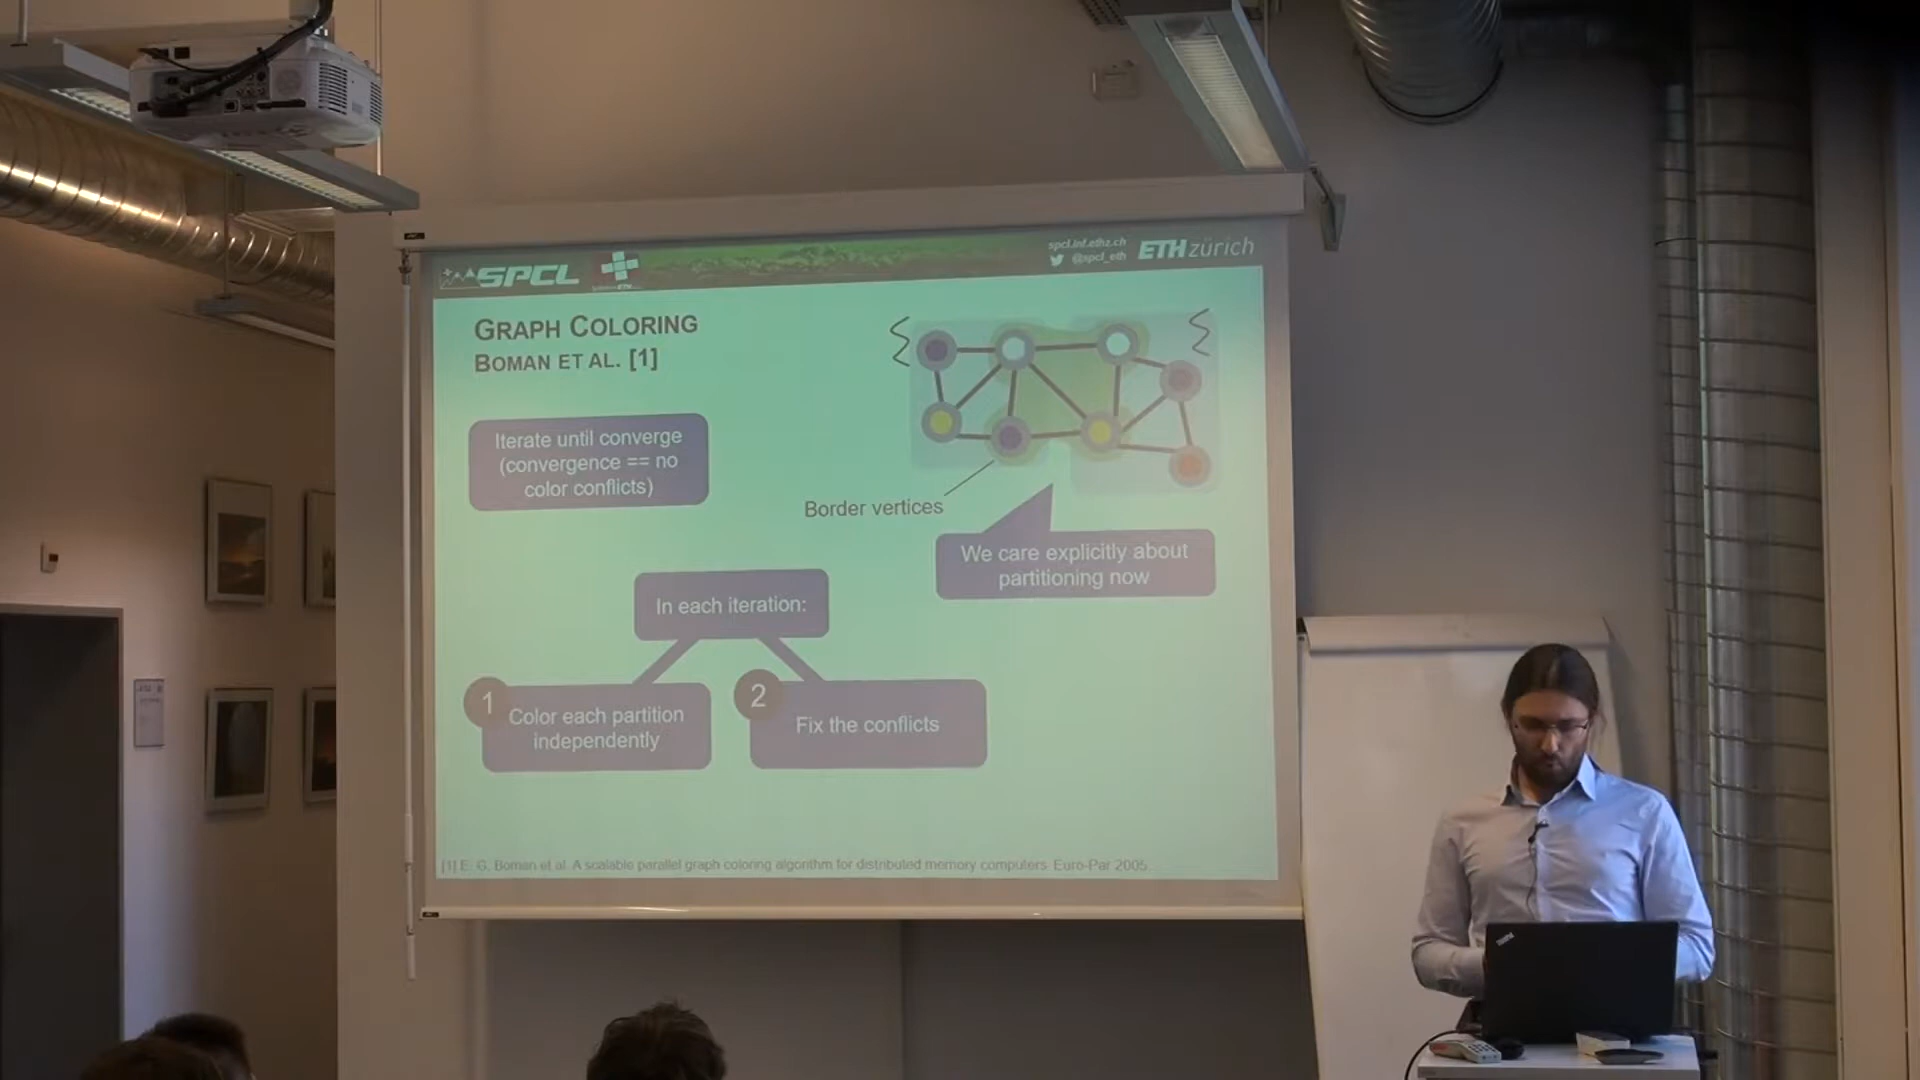 SPCL
spcl.inf.ethz.ch
@spcl_eth
ETH zürich
GRAPH COLORING
BOMAN ET AL. [1]
Iterate until converge
(convergence == no
color conflicts)
Border vertices
We care explicitly about
partitioning now
In each iteration:
1
Color each partition
independently
2
Fix the conflicts
[1] E. G. Boman et al. A scalable parallel graph coloring algorithm for distributed memory computers. Euro-Par 2005.